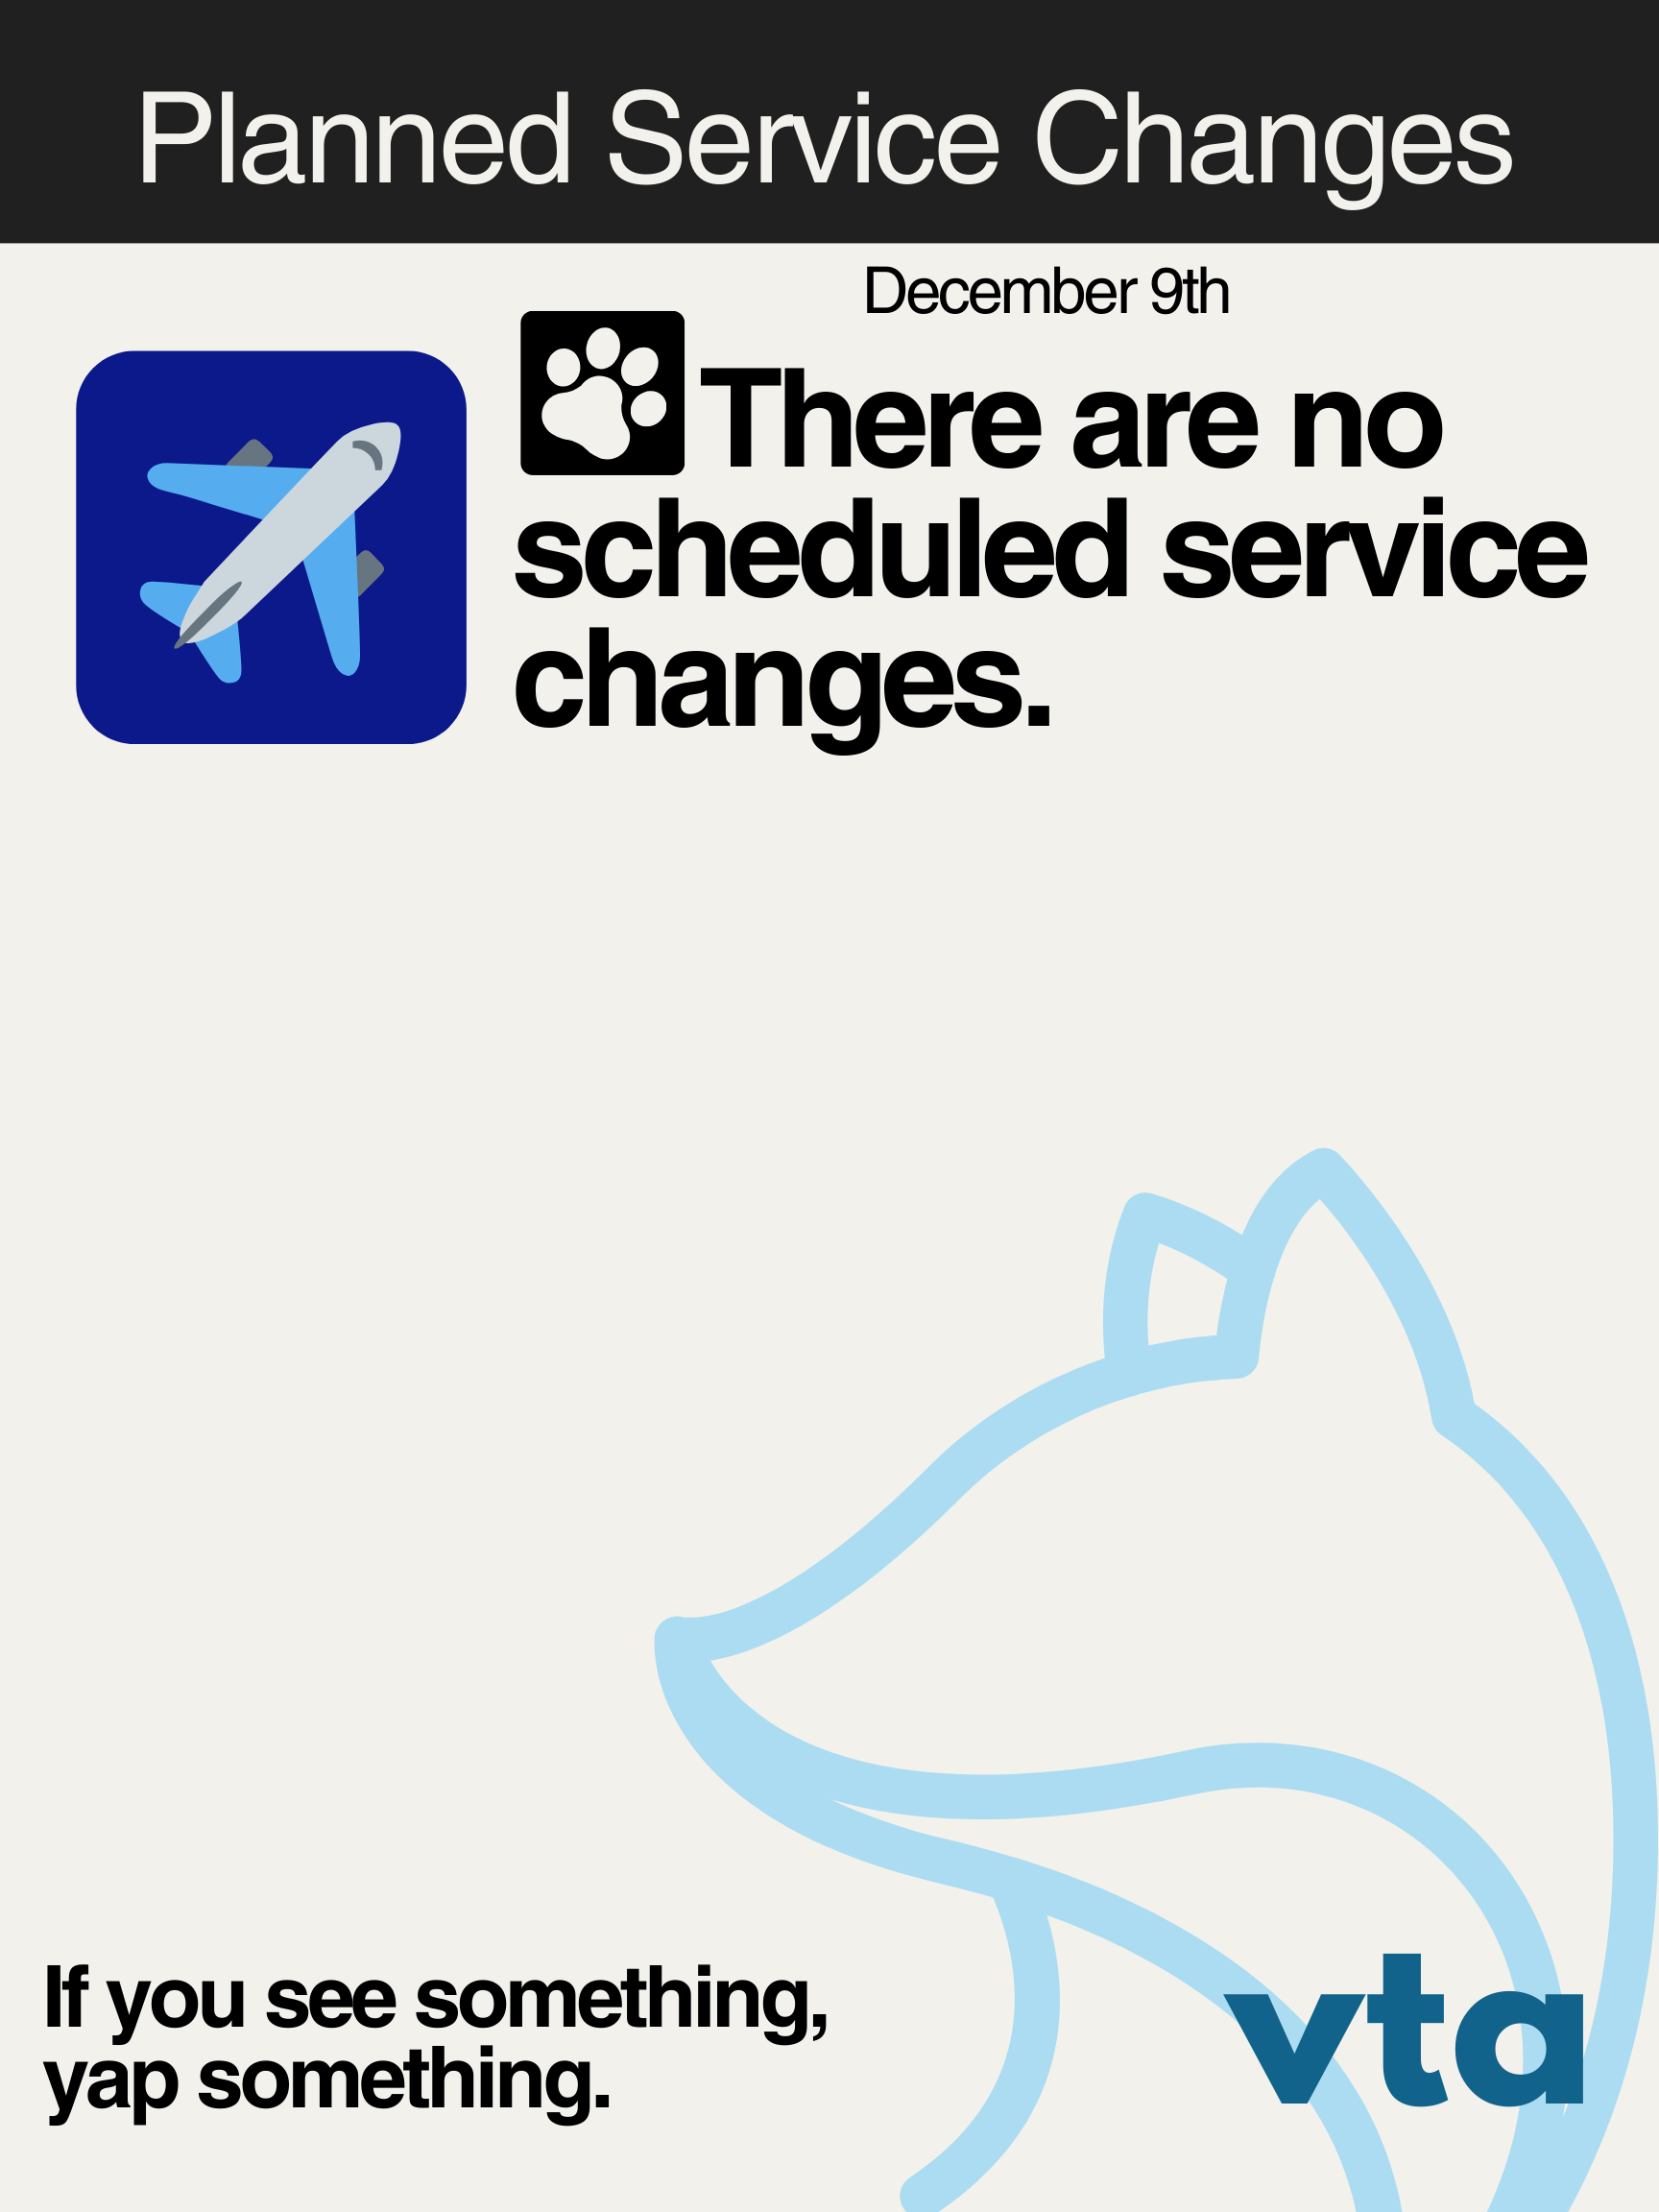 Planned Service Changes
December 9th
There are no
scheduled service
changes.
If you see something,
yap something.
vta